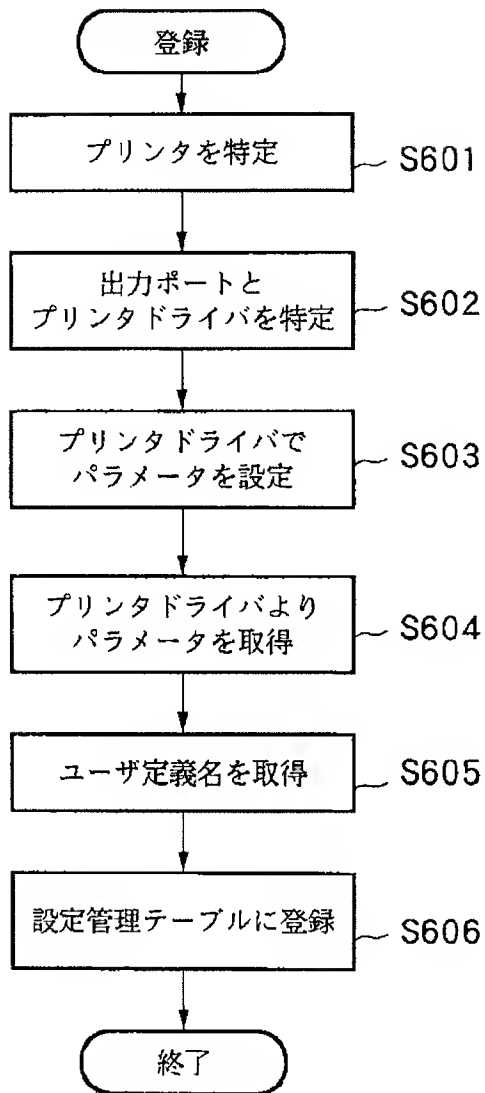 登録
プリンタを特定
S601
出力ポートと
プリンタドライバを特定
S602
プリンタドライバで
パラメータを設定
S603
プリンタドライバより
パラメータを取得
S604
ユーザ定義名を取得
S605
設定管理テーブルに登録
S606
終了